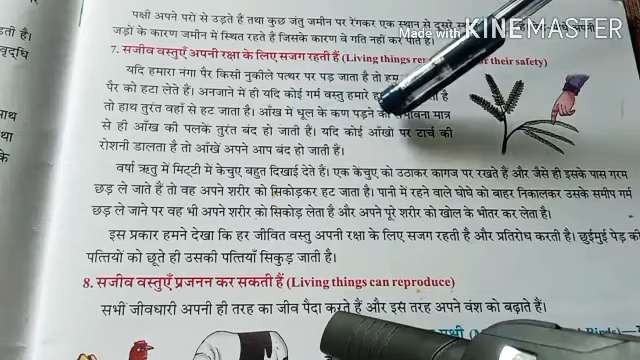 Made with KINEMASTER
पक्षी अपने परों से उड़ते हैं तथा कुछ जंतु जमीन पर रेंगकर एक स्थान से दूसरे
जड़ों के कारण जमीन में स्थित रहते हैं जिसके कारण वे गति नहीं कर पाते हैं।
7. सजीव वस्तुएँ अपनी रक्षा के लिए सजग रहती हैं (Living things their safety)
यदि हमारा नंगा पैर किसी नुकीले पत्थर पर पड़ जाता है तो हम
पैर को हटा लेते हैं। अनजाने में ही यदि कोई गर्म वस्तु हमारे है
तो हाथ तुरंत वहाँ से हट जाता है। आँख में धूल के कण पड़ने की मात्र
से ही आँख की पलके तुरंत बंद हो जाती हैं। यदि कोई आँखों पर टार्च की
रोशनी डालता है तो आँखें अपने आप बंद हो जाती हैं।
वर्षा ऋतु में मिट्टी में केंचुए बहुत दिखाई देते हैं। एक केंचुए को उठाकर कागज पर रखते हैं और जैसे ही इसके पास गरम
छड़ ले जाते हैं तो वह अपने शरीर को सिकोड़कर हट जाता है। पानी में रहने वाले घोंघे को बाहर निकालकर उसके समीप गर्म
छड़ ले जाने पर वह भी अपने शरीर को सिकोड़ लेता है और अपने पूरे शरीर को खोल के भीतर कर लेता है।
इस प्रकार हमने देखा कि हर जीवित वस्तु अपनी रक्षा के लिए सजग रहती है और प्रतिरोध करती है। छुईमुई पेड़ की
पत्तियों को छूते ही उसकी पत्तियाँ सिकुड़ जाती है।
8. सजीव वस्तुएँ प्रजनन कर सकती हैं (Living things can reproduce)
सभी जीवधारी अपनी ही तरह का जीव पैदा करते हैं और इस तरह अपने वंश को बढ़ाते हैं।